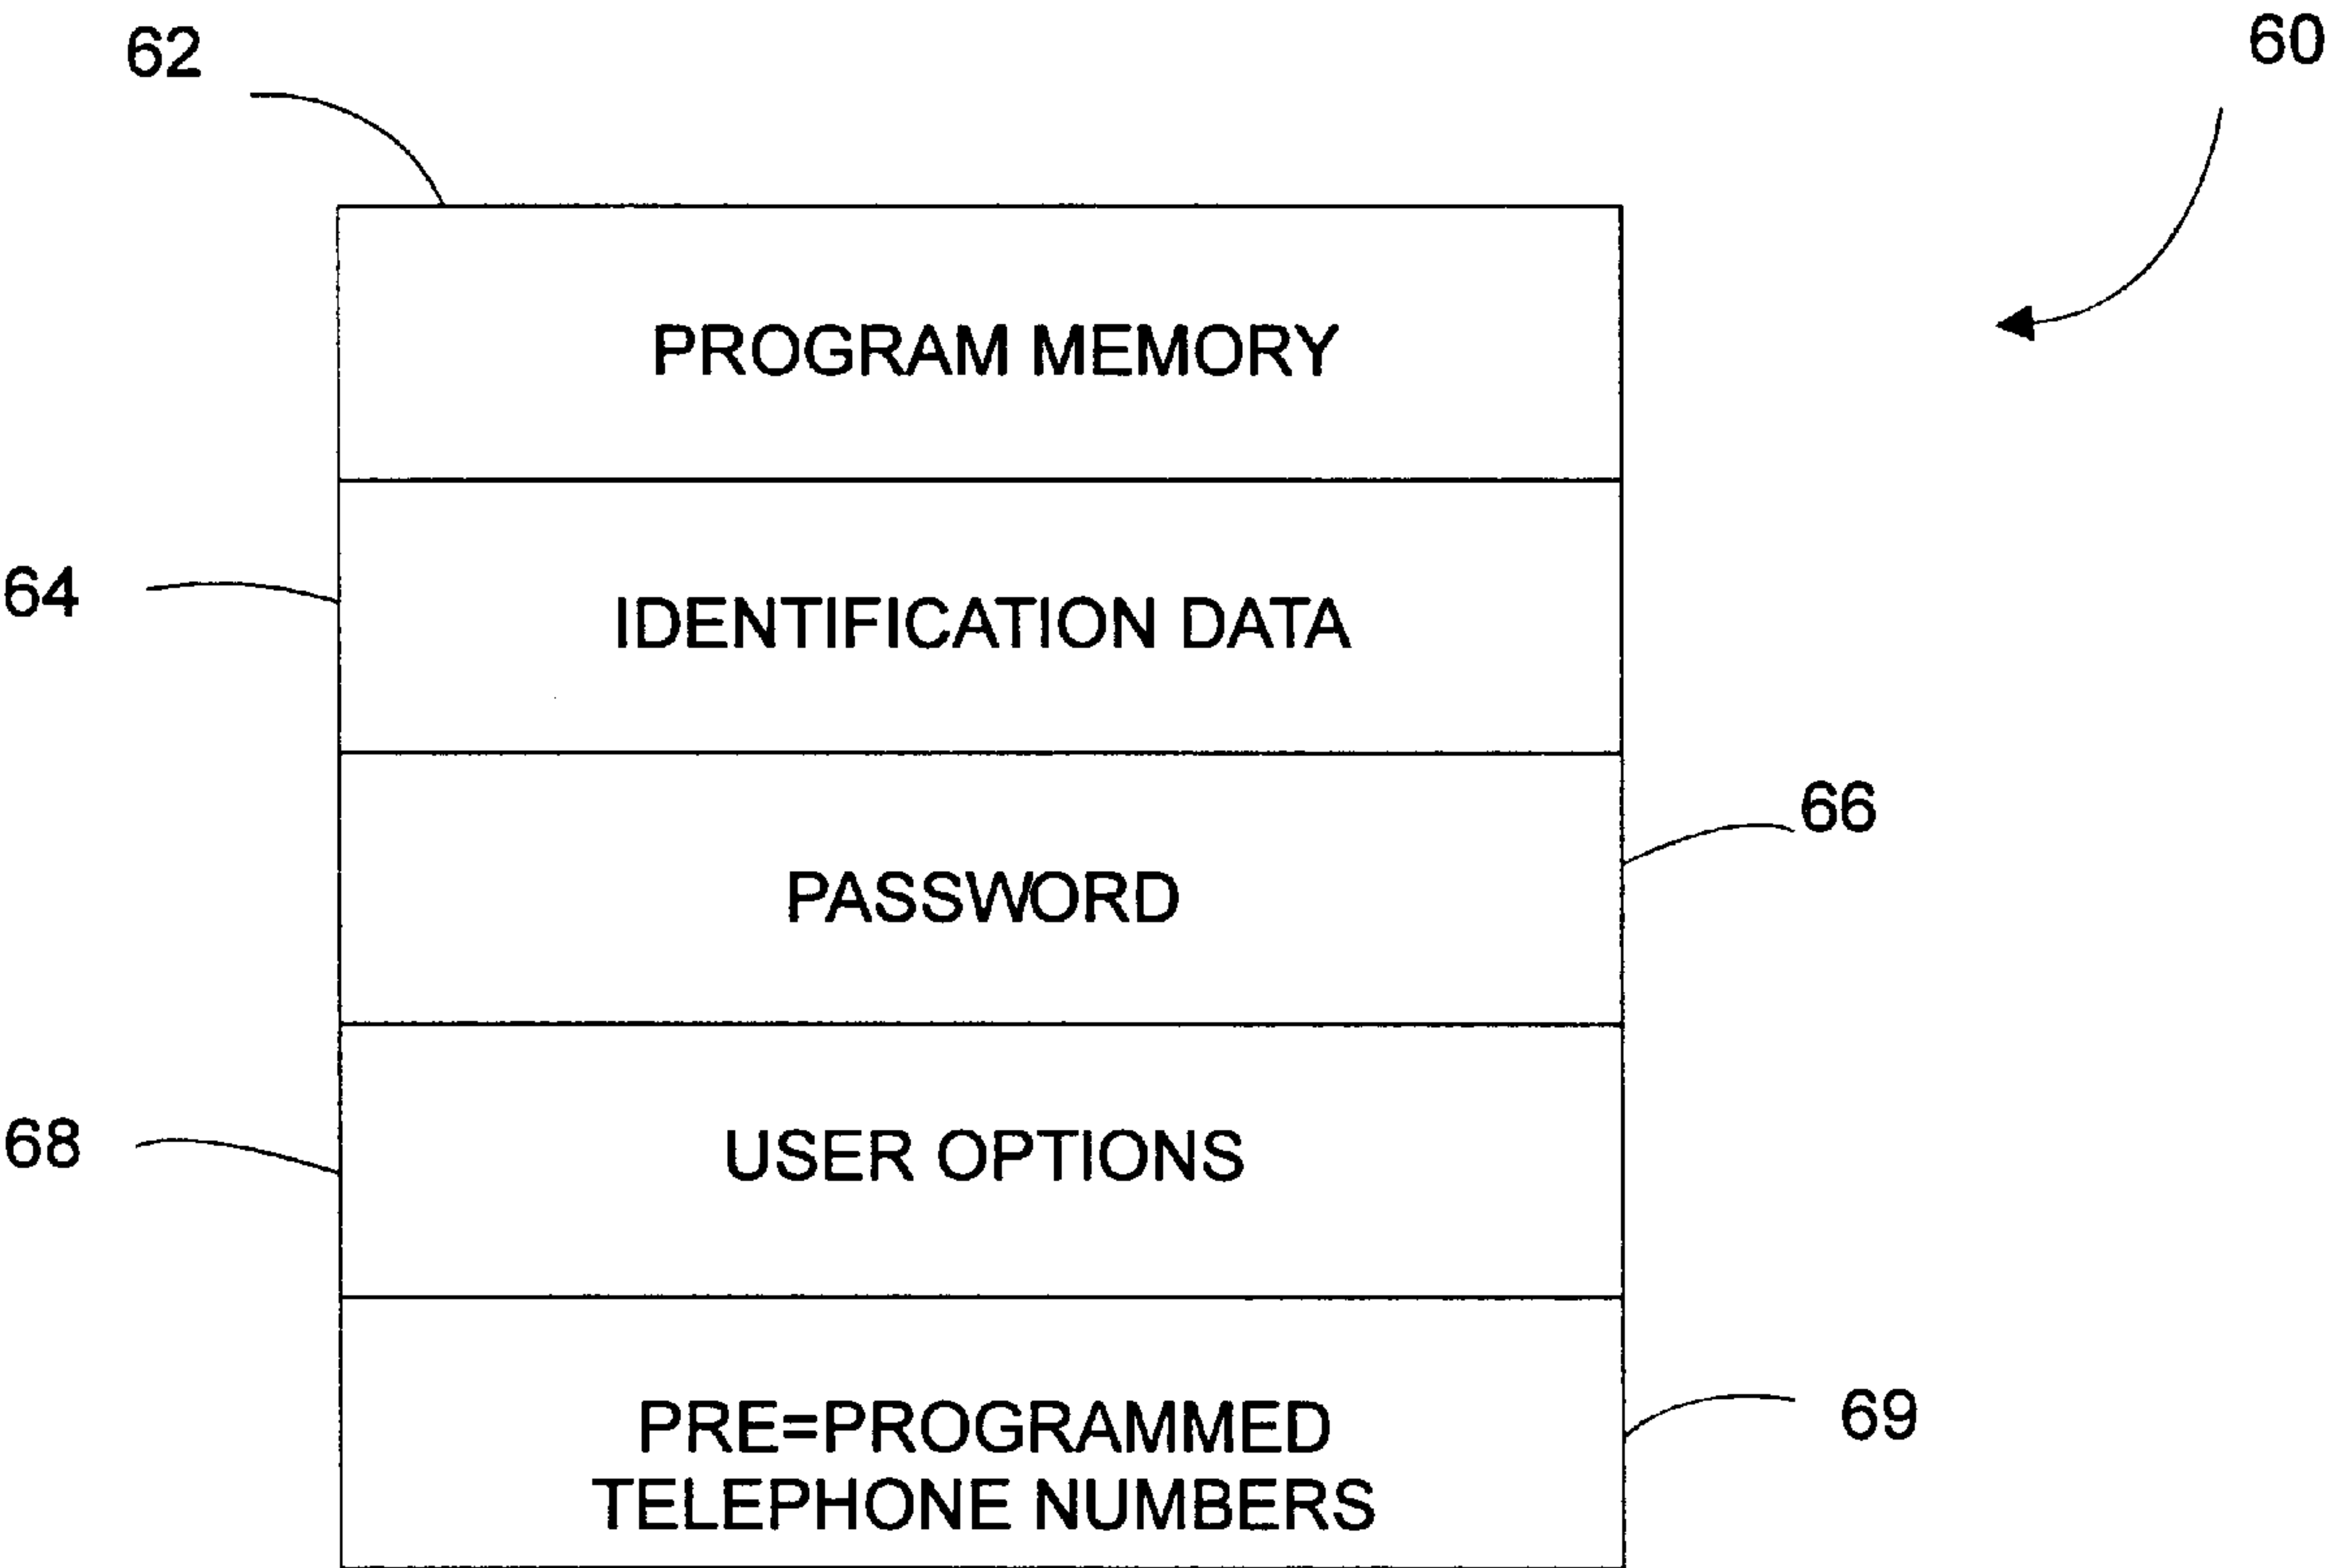 62
60
PROGRAM MEMORY
64
IDENTIFICATION DATA
66
PASSWORD
68
USER OPTIONS
69
PRE=PROGRAMMED
TELEPHONE NUMBERS